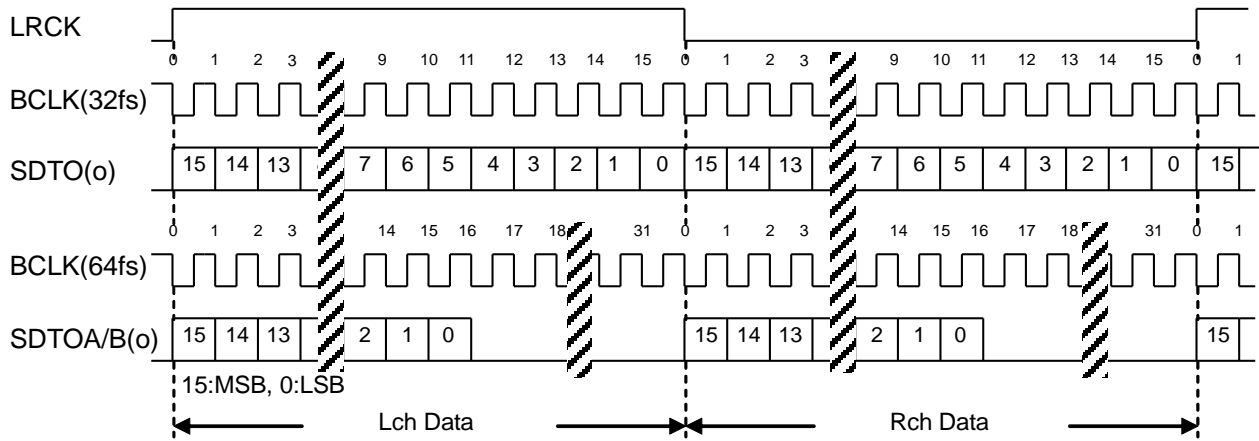 LRCK
0 1 2 3 9 10 11 12 13 14 15 0 1 2 3 9 10 11 12 13 14 15 0 1
BCLK(32fs)
SDTO(o) 15 14 13 7 6 5 4 3 2 1 0 15 14 13 7 6 5 4 3 2 1 0 15
0 1 2 3 14 15 16 17 18 31 0 1 2 3 14 15 16 17 18 31 0 1
BCLK(64fs)
SDTOA/B(o) 15 14 13 2 1 0 15 14 13 2 1 0 15
15:MSB, 0:LSB
Lch Data Rch Data